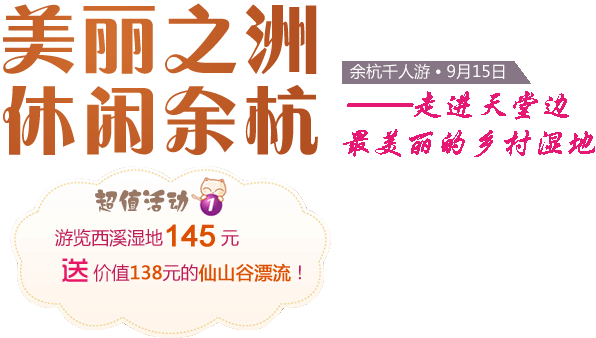 美丽之洲
休闲余杭
余杭千人游•9月15日
——走进天堂边
最美丽的乡村湿地
超值活动1
游览西溪湿地145元
送价值138元的仙山谷漂流！